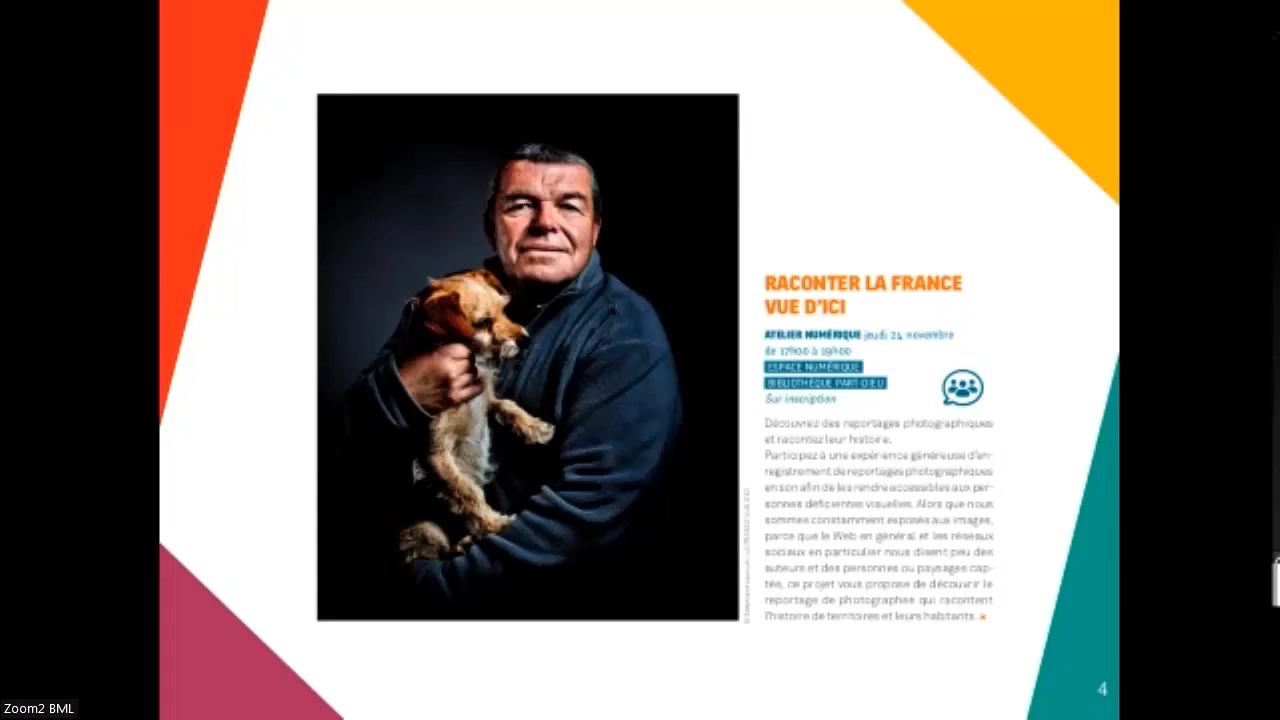 RACONTER LA FRANCE
VUE D'ICI
ATELIER NUMÉRIQUE jeudi 24 novembre
de 17h00 à 19h00
ESPACE NUMÉRIQUE
BIBLIOTHÈQUE PART-DIEU
Sur inscription
Découvrez des reportages photographiques
et racontez leur histoire.
Participez à une expérience généreuse d'en-
registrement de reportages photographiques
en son afin de les rendre accessibles aux per-
sonnes déficientes visuelles. Alors que nous
sommes constamment exposés aux images,
parce que le Web en général et les réseaux
sociaux en particulier nous disent peu des
auteurs et des personnes ou paysages cap-
tés, ce projet vous propose de découvrir le
reportage de photographes qui racontent
l'histoire de territoires et leurs habitants.
4
Zoom2 BML